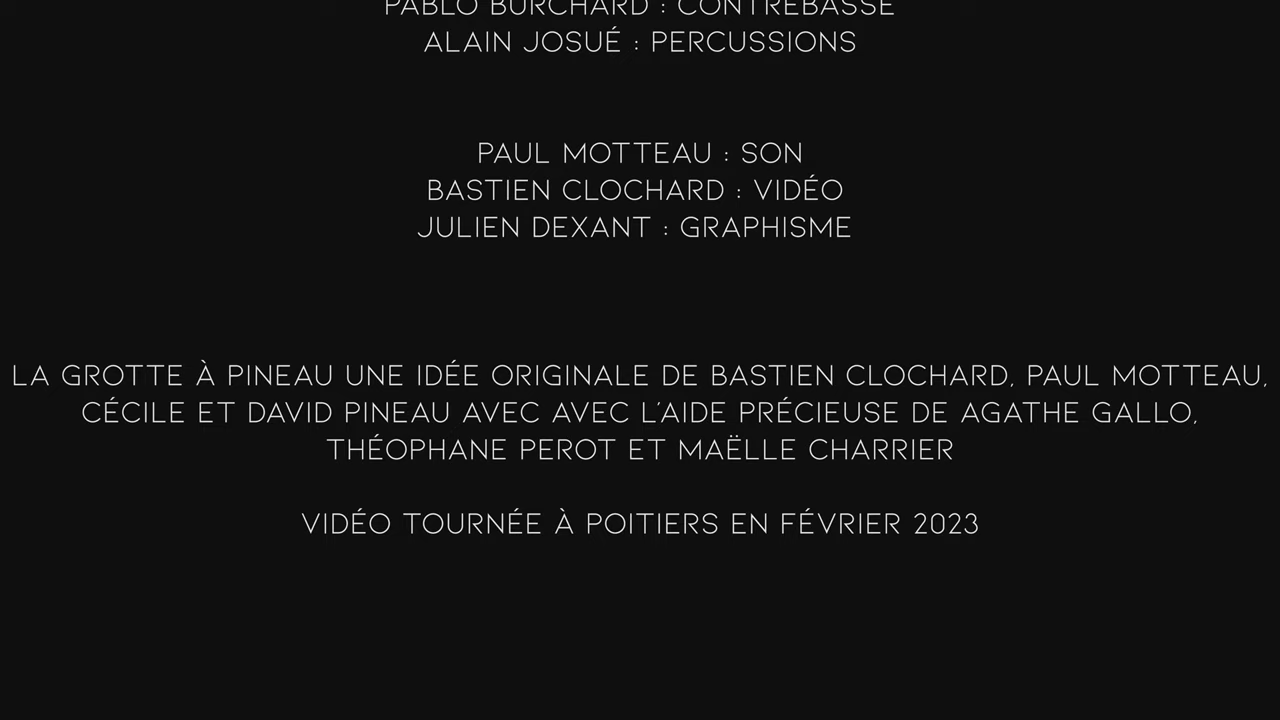 PABLO BURCHARD : CONTREBASSE
ALAIN JOSUÉ : PERCUSSIONS
PAUL MOTTEAU : SON
BASTIEN CLOCHARD : VIDÉO
JULIEN DEXANT : GRAPHISME
LA GROTTE À PINEAU UNE IDÉE ORIGINALE DE BASTIEN CLOCHARD, PAUL MOTTEAU,
CÉCILE ET DAVID PINEAU AVEC AVEC L'AIDE PRÉCIEUSE DE AGATHE GALLO,
THÉOPHANE PEROT ET MAËLLE CHARRIER
VIDÉO TOURNÉE À POITIERS EN FÉVRIER 2023